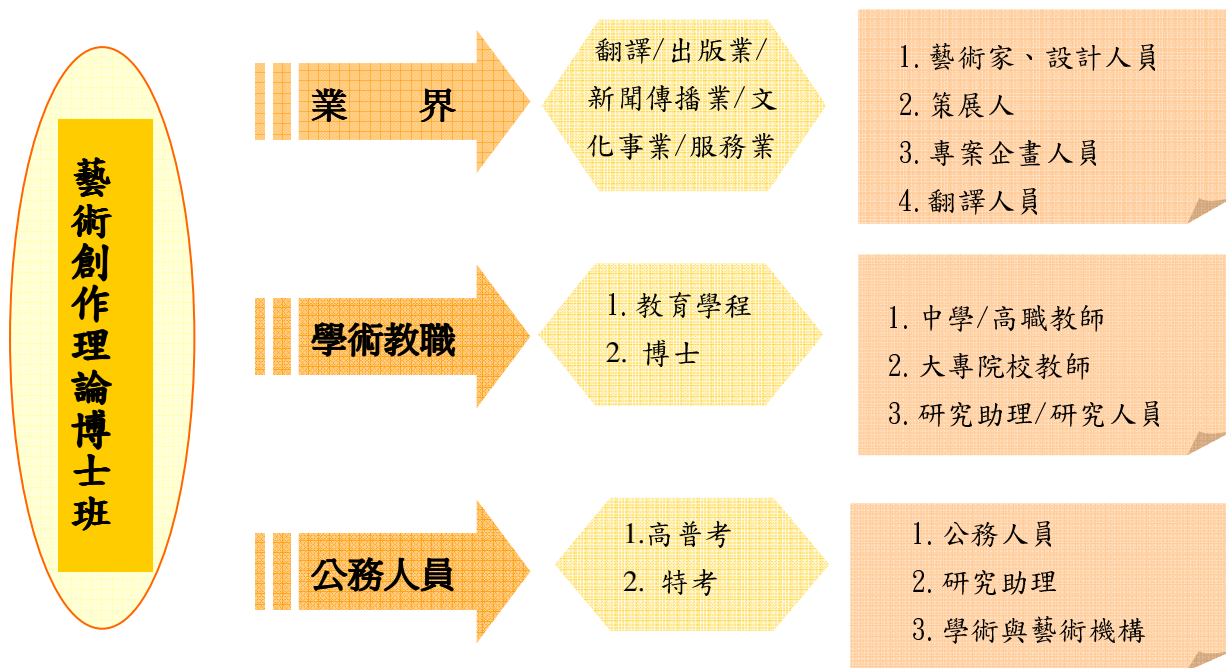 藝術創作理論博士班
業 界
翻譯/出版業/
新聞傳播業/文
化事業/服務業
1. 藝術家、設計人員
2. 策展人
3. 專案企畫人員
4. 翻譯人員
學術教職
1. 教育學程
2. 博士
1. 中學/高職教師
2. 大專院校教師
3. 研究助理/研究人員
公務人員
1.高普考
2. 特考
1. 公務人員
2. 研究助理
3. 學術與藝術機構